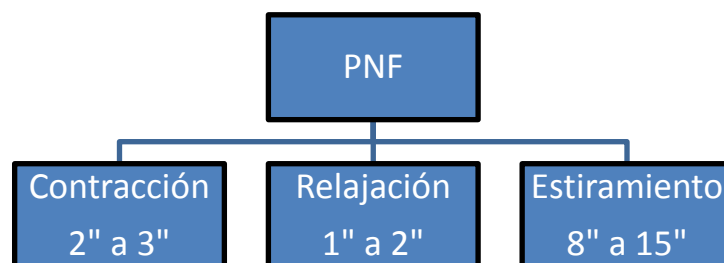 PNF
Contracción
2" a 3"
Relajación
1" a 2"
Estiramiento
8" a 15"